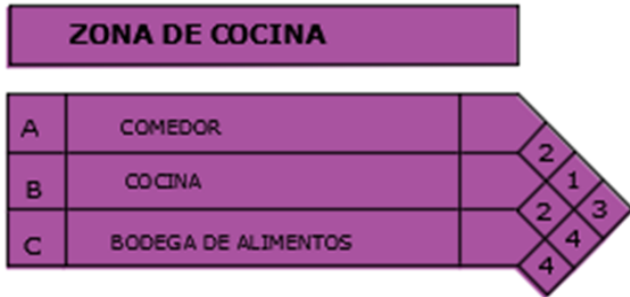 ZONA DE COCINA
A COMEDOR
2
B COCINA 1
2 3
C BODEGA DE ALIMENTOS 4
4